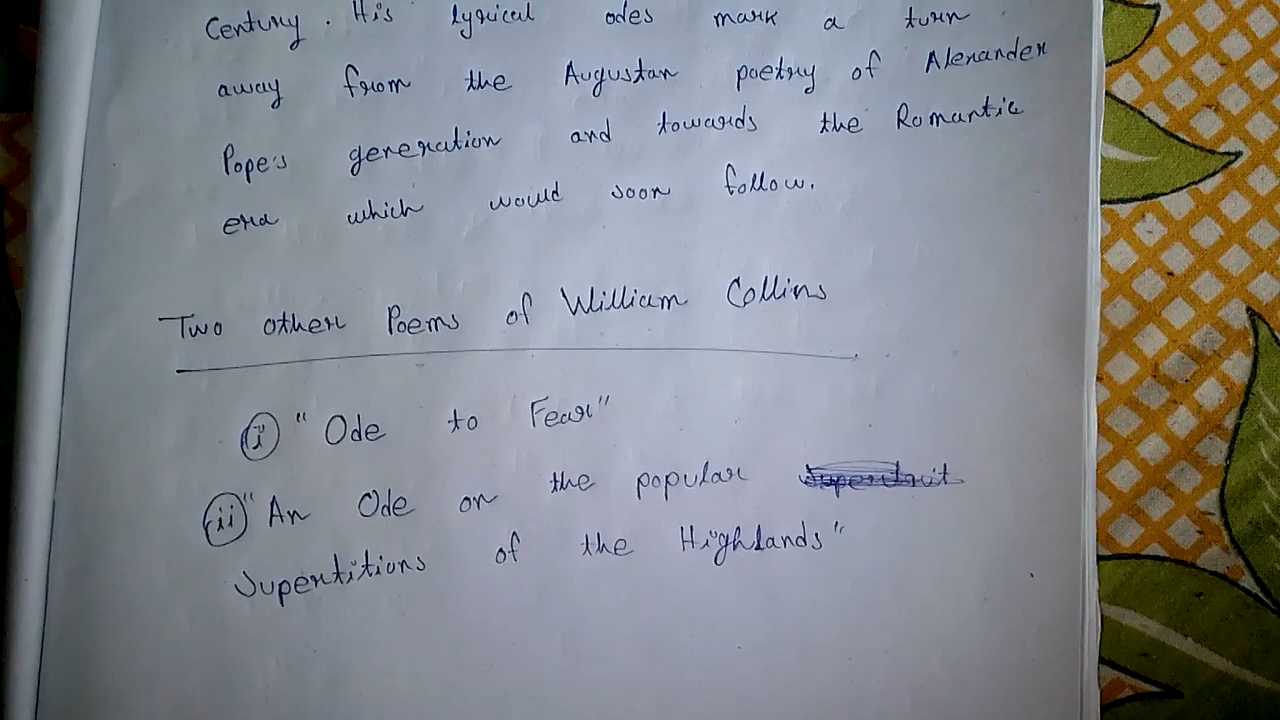 Century. His lyrical odes mark a turn
away from the Augustan poetry of Alexander
Pope's generation and towards the Romantic
era which would soon follow.
Two other Poems of William Collins
(i) "Ode to Fear"
(ii) "An Ode on the popular
Supertitions of the Highlands"